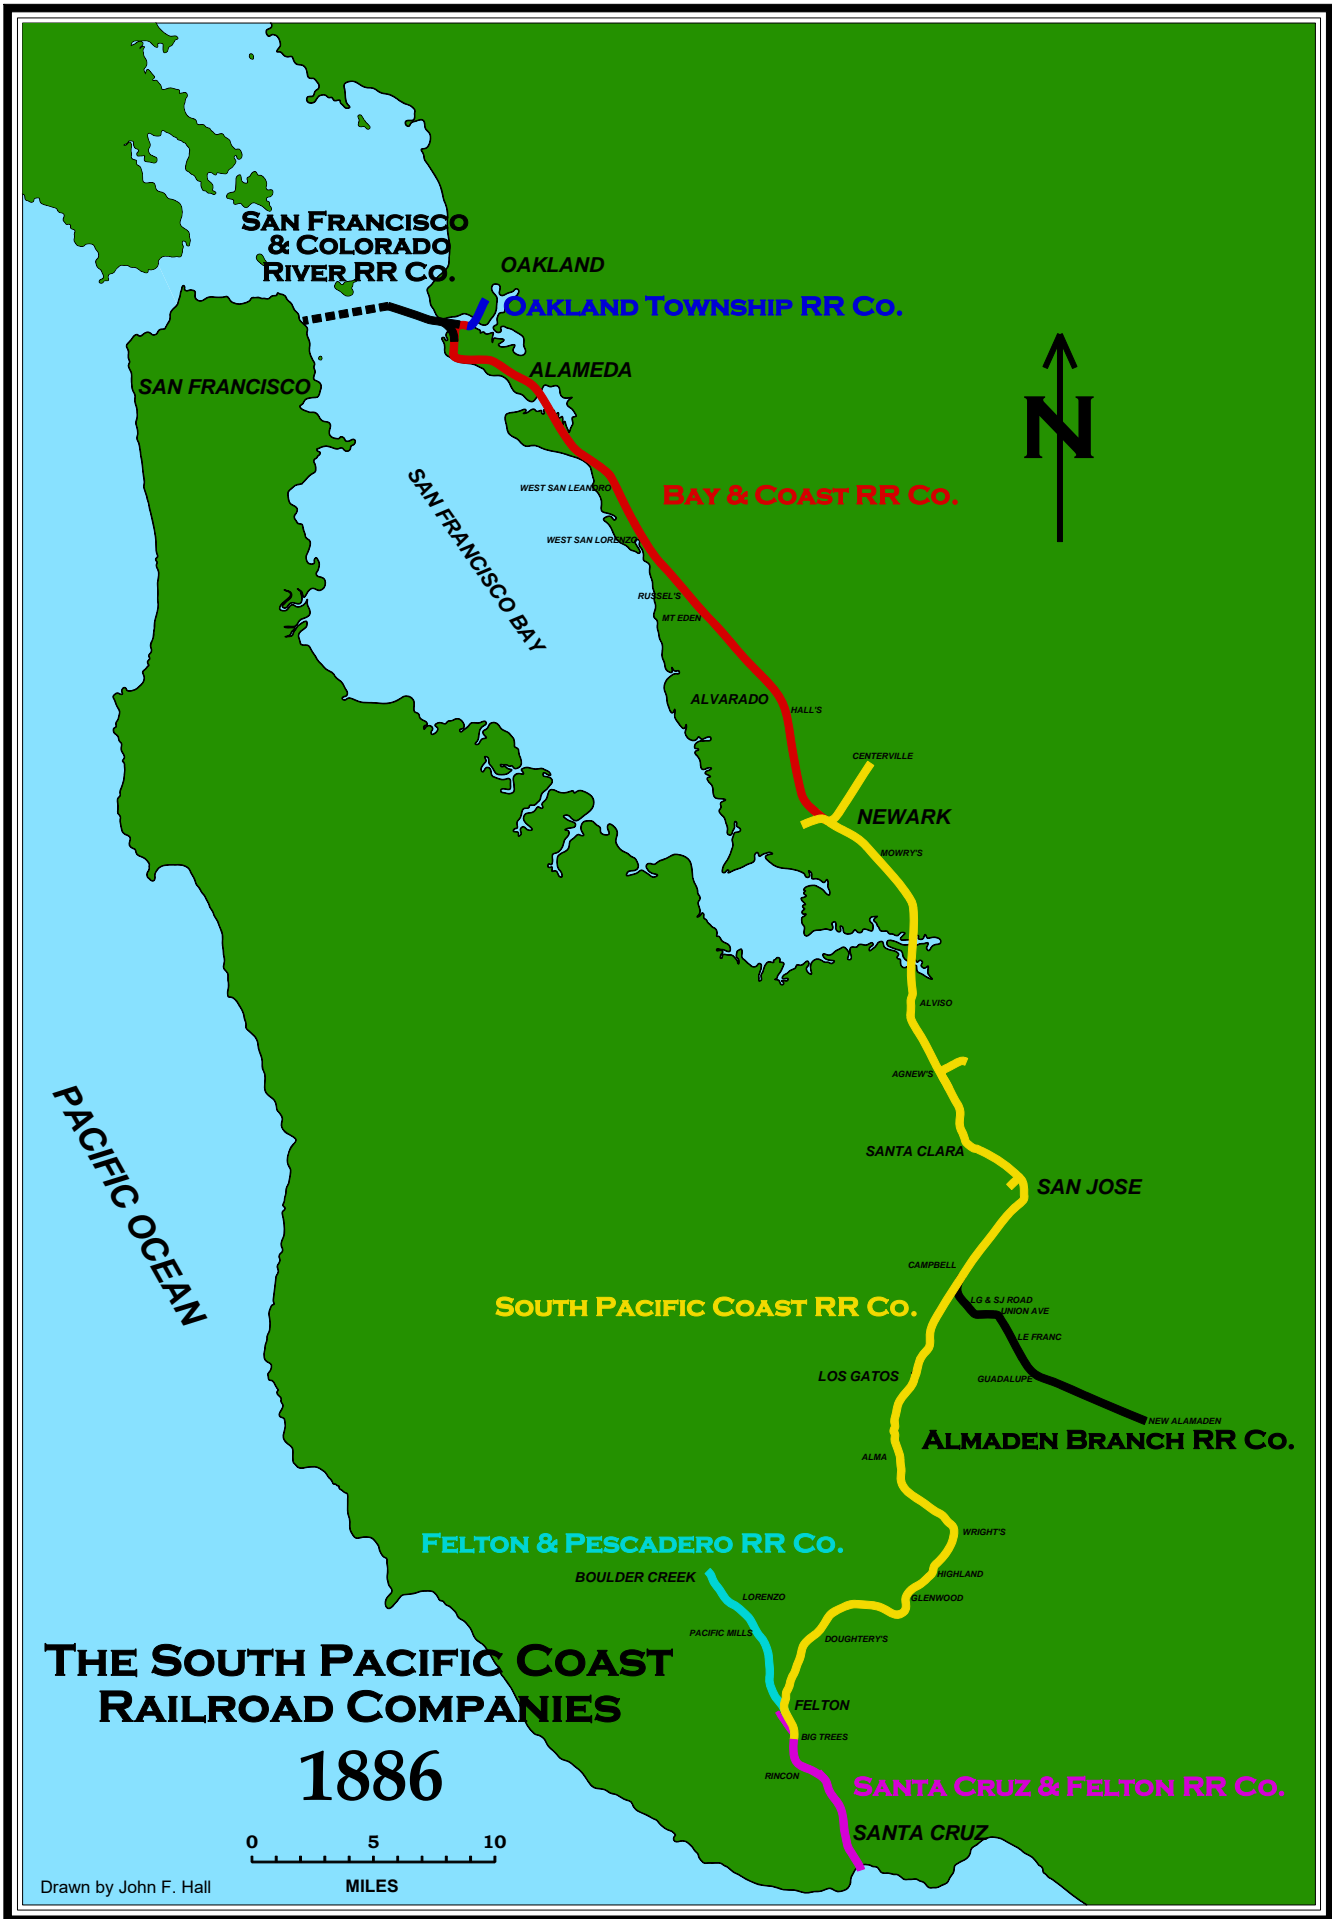 SAN FRANCISCO
& COLORADO
RIVER RR CO.
OAKLAND
OAKLAND TOWNSHIP RR CO.
SAN FRANCISCO
ALAMEDA
N
SAN FRANCISCO BAY
WEST SAN LEANDRO
BAY & COAST RR CO.
WEST SAN LORENZO
RUSSEL'S
MT EDEN
ALVARADO
HALL'S
CENTERVILLE
NEWARK
MOWRY'S
ALVISO
AGNEW'S
PACIFIC OCEAN
SANTA CLARA
SAN JOSE
CAMPBELL
SOUTH PACIFIC COAST RR CO.
LG & SJ ROAD
UNION AVE
LE FRANC
LOS GATOS
GUADALUPE
NEW ALAMADEN
ALMADEN BRANCH RR CO.
ALMA
WRIGHT'S
FELTON & PESCADERO RR CO.
BOULDER CREEK
HIGHLAND
LORENZO
GLENWOOD
PACIFIC MILLS
DOUGHTERY'S
THE SOUTH PACIFIC COAST
RAILROAD COMPANIES
1886
FELTON
BIG TREES
RINCON
SANTA CRUZ & FELTON RR CO.
SANTA CRUZ
0 5 10
MILES
Drawn by John F. Hall